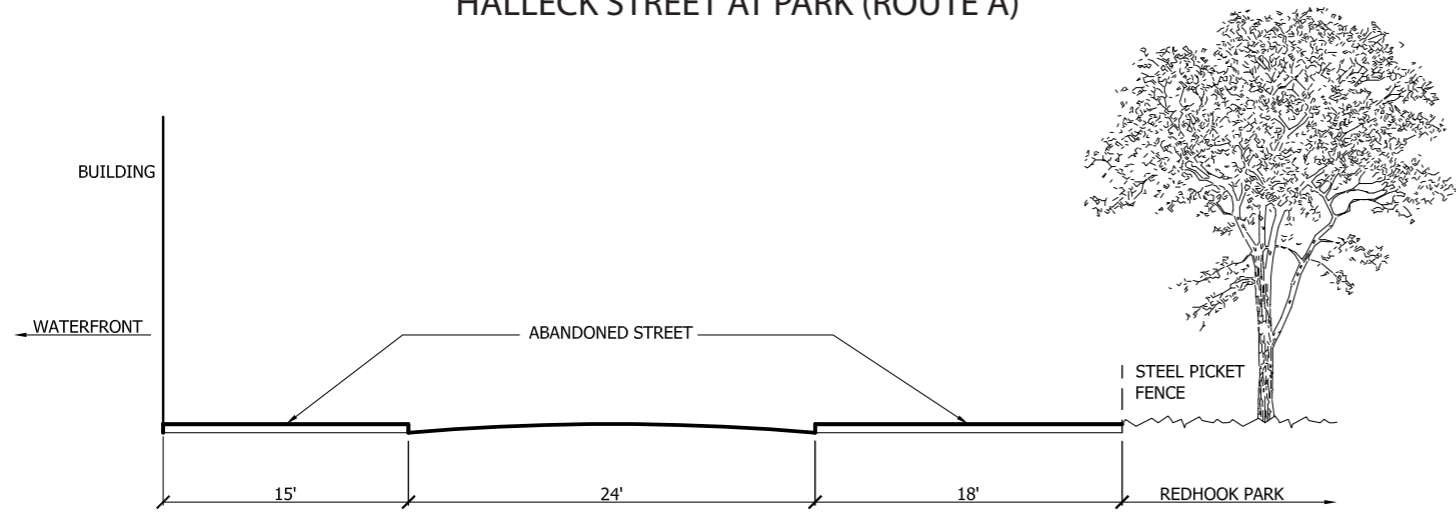 HALLECK STREET AT PARK (ROUTE A)
BUILDING
WATERFRONT
ABANDONED STREET
STEEL PICKET
FENCE
15'
24'
18'
REDHOOK PARK